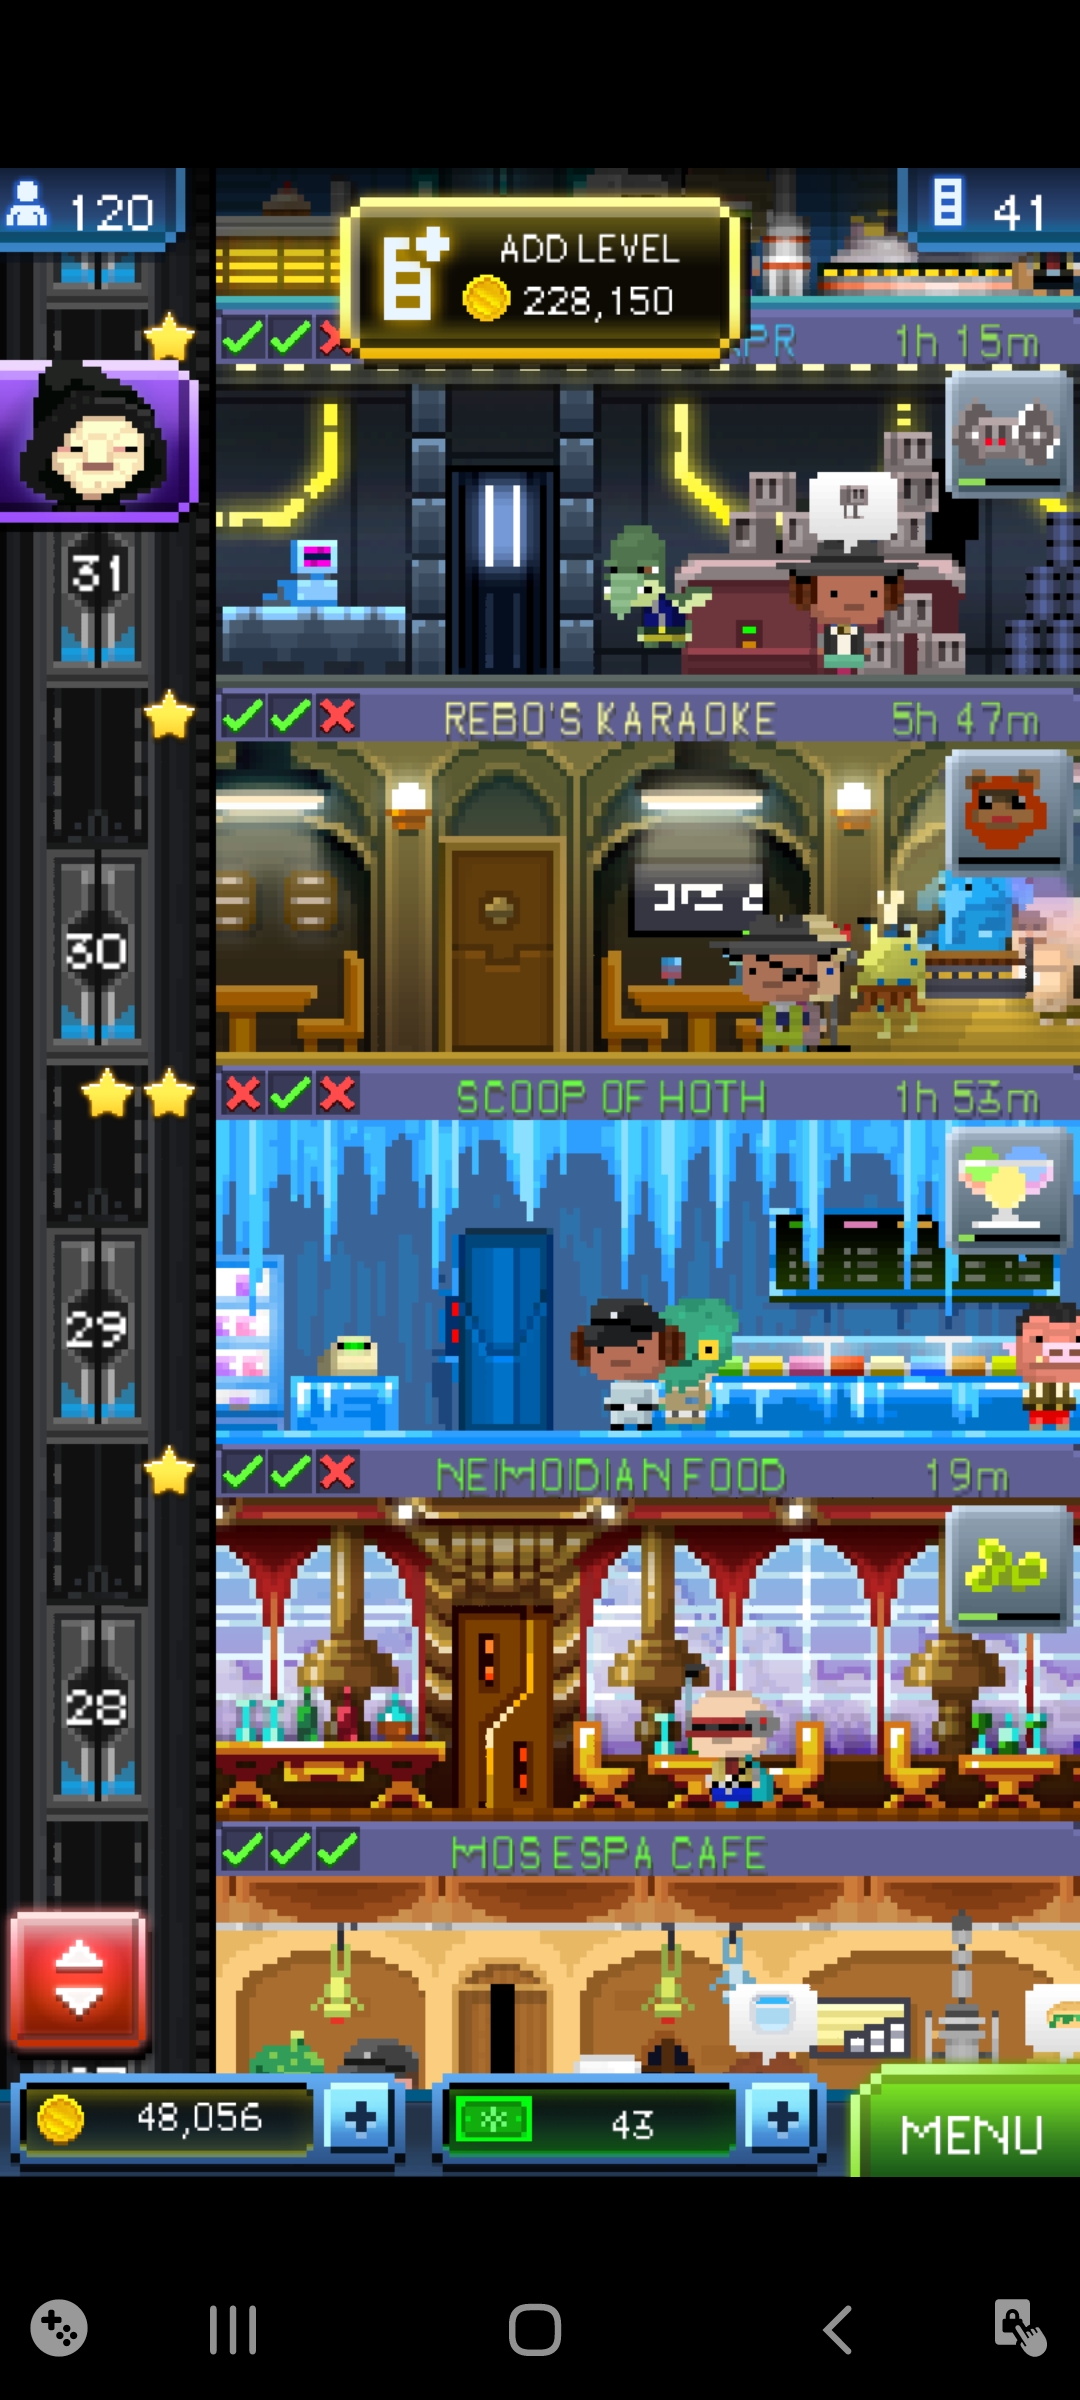 120
ADD LEVEL
228,150
41
1h 15m
31
REBO'S KARAOKE
5h 47m
30
SCOOP OF HOTH
1h 53m
29
NEIMOIDIAN FOOD
19m
28
MOS ESPA CAFE
48,056
43
MENU